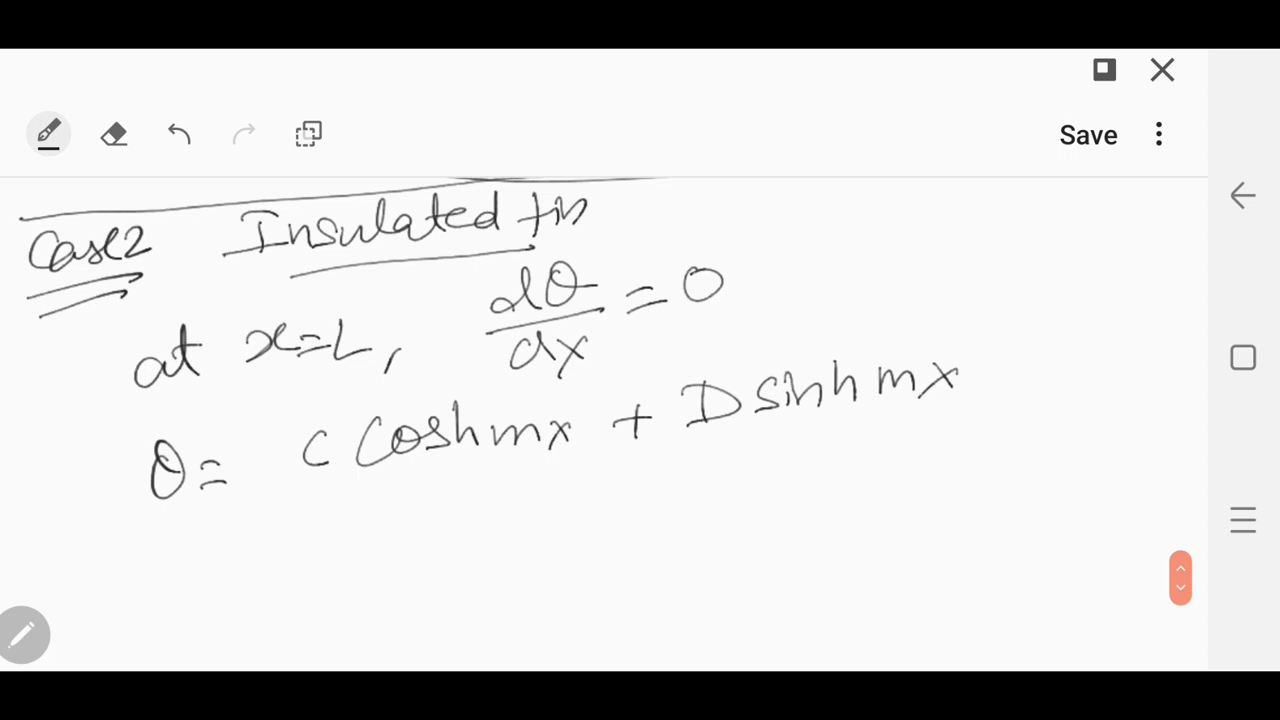 Save
Case2 Insulated fin
at x=L, dθ/dx = 0
θ = C Coshmx + D sinhmx